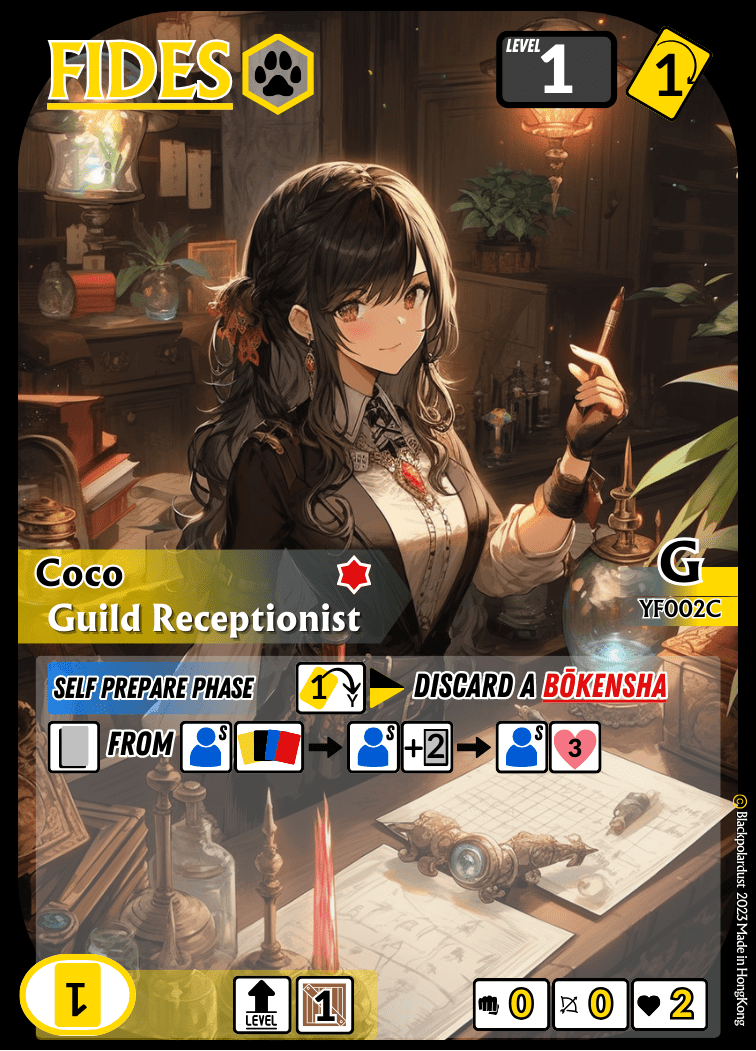 FIDES
LEVEL
1
1
Coco
Guild Receptionist
G
YF002C
SELF PREPARE PHASE 1 Y DISCARD A BŌKENSHA
FROM S S +2 S 3
© Blackpolardust 2023 Made in HongKong
1
LEVEL
1
0 0 2